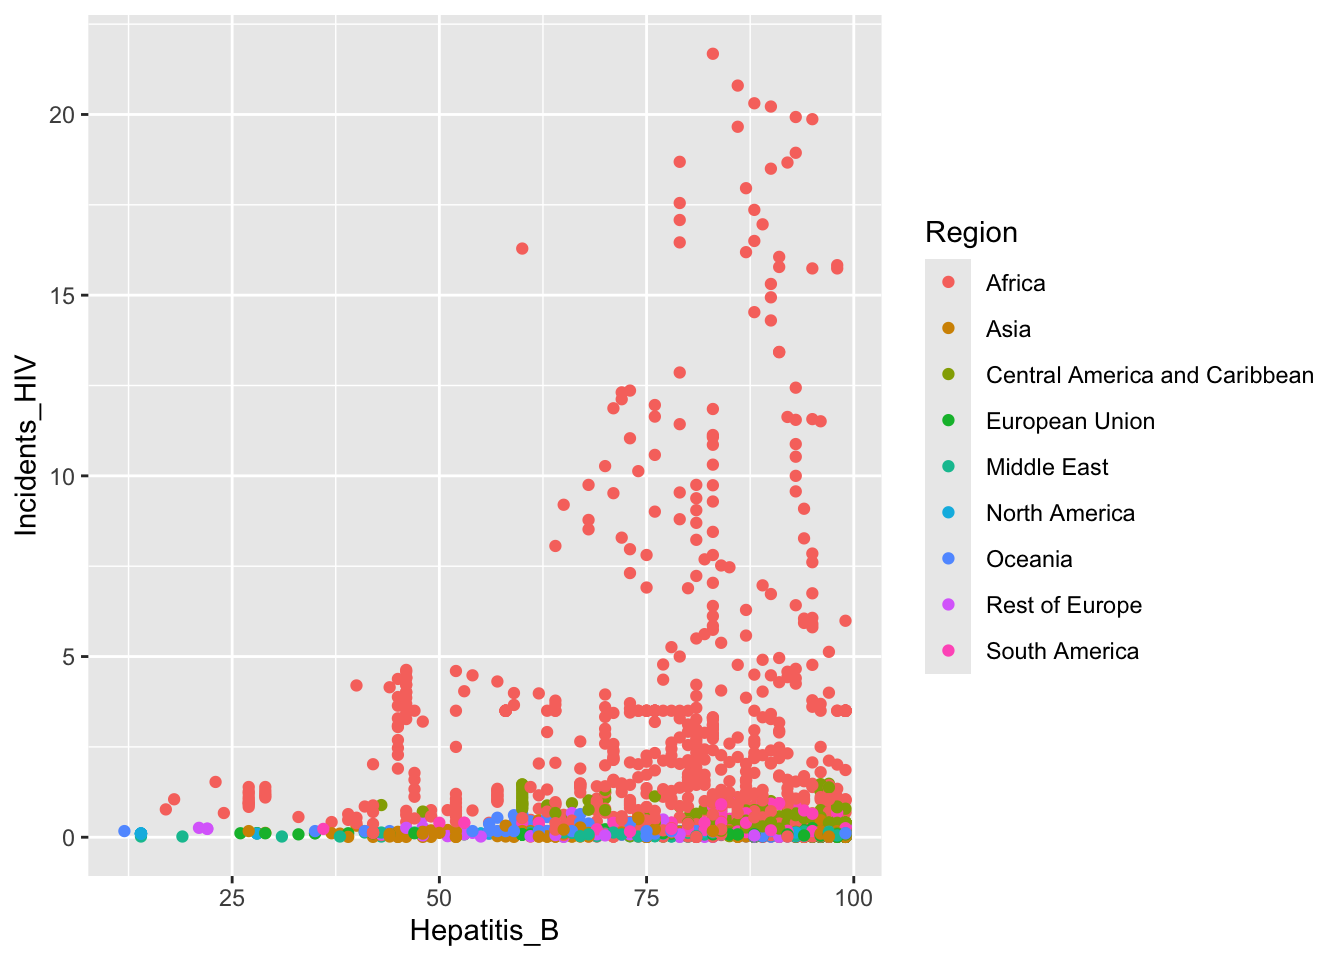 20
15
10
5
0
Incidents_HIV
25
50
75
100
Hepatitis_B
Region
Africa
Asia
Central America and Caribbean
European Union
Middle East
North America
Oceania
Rest of Europe
South America